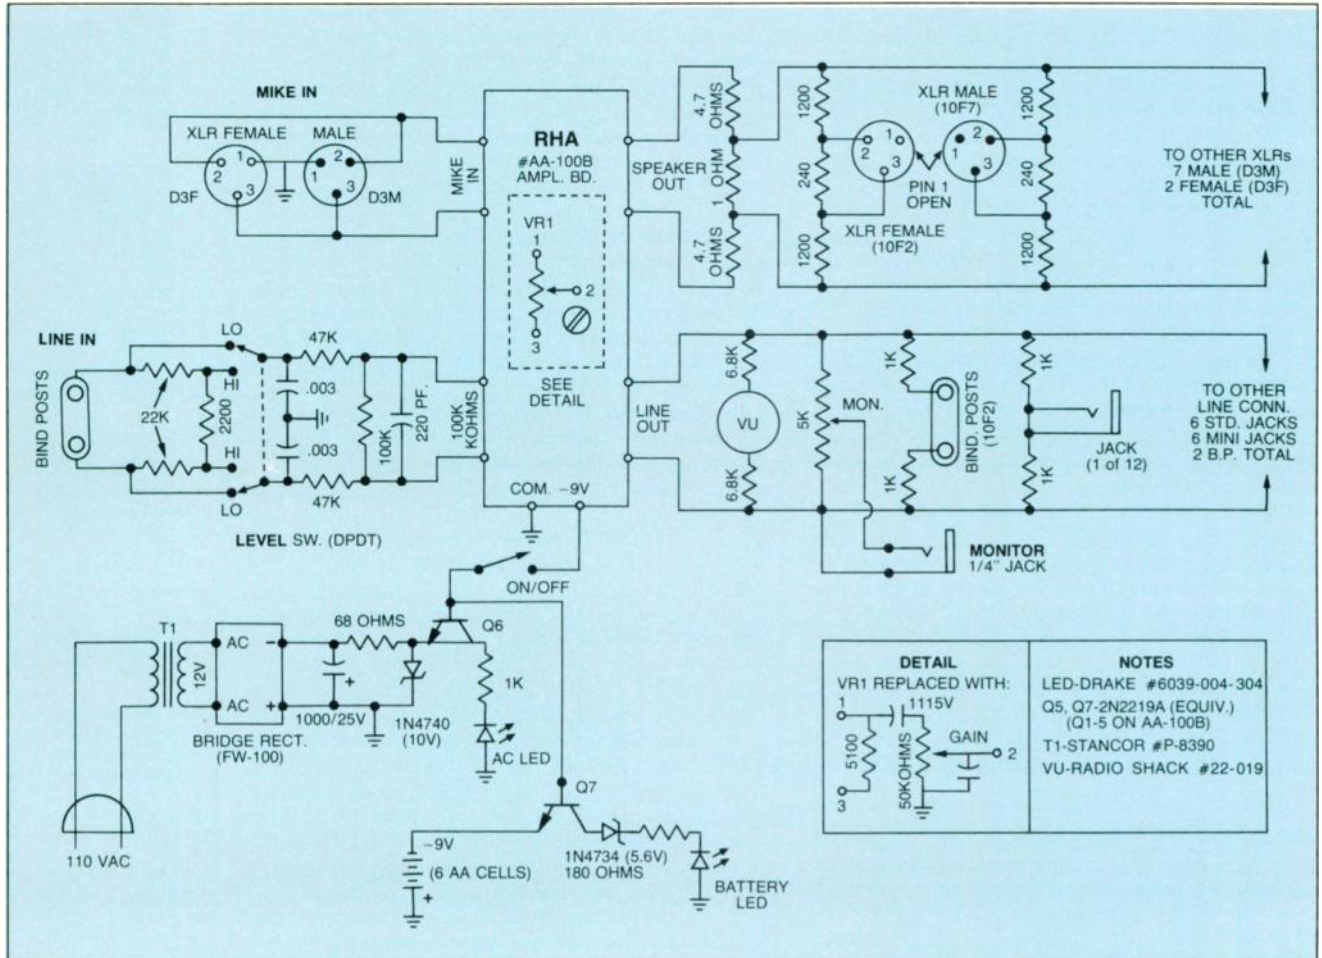 MIKE IN
XLR FEMALE
MALE
1
2
3
D3F
2
1
3
D3M
MIKE IN
RHA
#AA-100B
AMPL. BD.
VR1
1
2
3
SEE
DETAIL
COM. -9V
SPEAKER
OUT
4.7 OHMS
1 OHM
4.7 OHMS
1200
240
1200
XLR MALE
(10F7)
2
1
3
1
2
3
PIN 1
OPEN
XLR FEMALE
(10F2)
1200
240
1200
TO OTHER XLRs
7 MALE (D3M)
2 FEMALE (D3F)
TOTAL
LINE IN
BIND POSTS
LO
HI
22K
2200
HI
LO
47K
.003
.003
47K
100K
220 PF.
100K
KOHMS
LEVEL SW. (DPDT)
LINE
OUT
6.8K
VU
6.8K
5K
MON.
1K
BIND. POSTS
(10F2)
1K
1K
JACK
(1 of 12)
1K
TO OTHER
LINE CONN.
6 STD. JACKS
6 MINI JACKS
2 B.P. TOTAL
MONITOR
1/4" JACK
ON/OFF
T1
12V
AC -
AC +
BRIDGE RECT.
(FW-100)
68 OHMS
1000/25V
+
1N4740
(10V)
Q6
1K
AC LED
110 VAC
Q7
-9V
(6 AA CELLS)
+
1N4734 (5.6V)
180 OHMS
BATTERY
LED
DETAIL
VR1 REPLACED WITH:
1
1115V
5100
50KOHMS
GAIN
2
3
NOTES
LED-DRAKE #6039-004-304
Q5, Q7-2N2219A (EQUIV.)
(Q1-5 ON AA-100B)
T1-STANCOR #P-8390
VU-RADIO SHACK #22-019